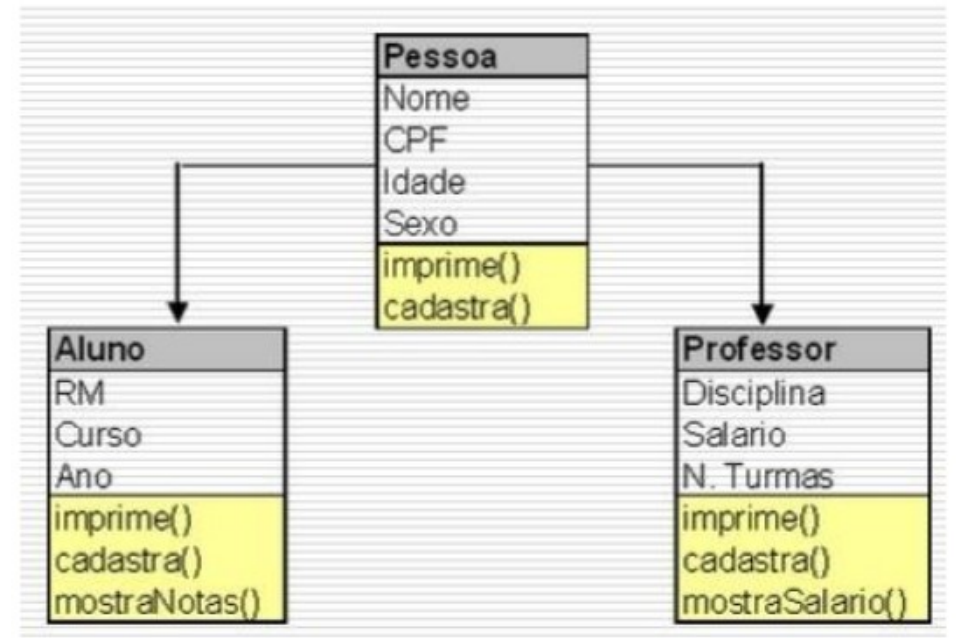 Pessoa
Nome
CPF
Idade
Sexo
imprime()
cadastra()
Aluno
RM
Curso
Ano
imprime()
cadastra()
mostraNotas()
Professor
Disciplina
Salario
N. Turmas
imprime()
cadastra()
mostraSalario()